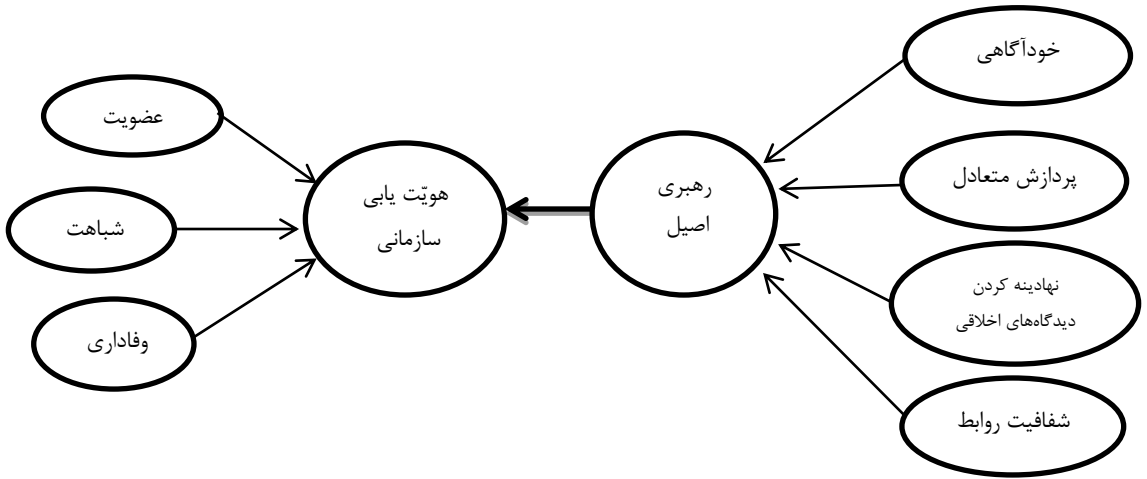 خودآگاهی
پردازش متعادل
نهادینه کردن
دیدگاه‌های اخلاقی
شفافیت روابط
رهبری
اصیل
هویّت یابی
سازمانی
عضویت
شباهت
وفاداری